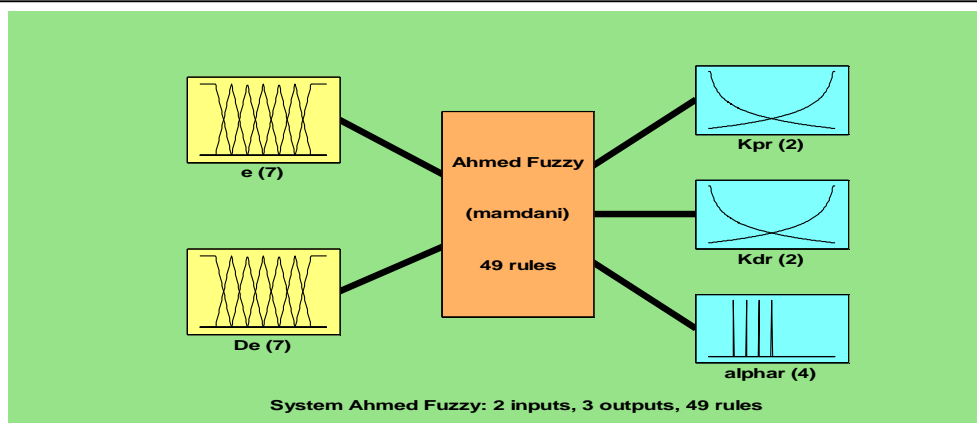 e (7)
De (7)
Ahmed Fuzzy
(mamdani)
49 rules
Kpr (2)
Kdr (2)
alphar (4)
System Ahmed Fuzzy: 2 inputs, 3 outputs, 49 rules